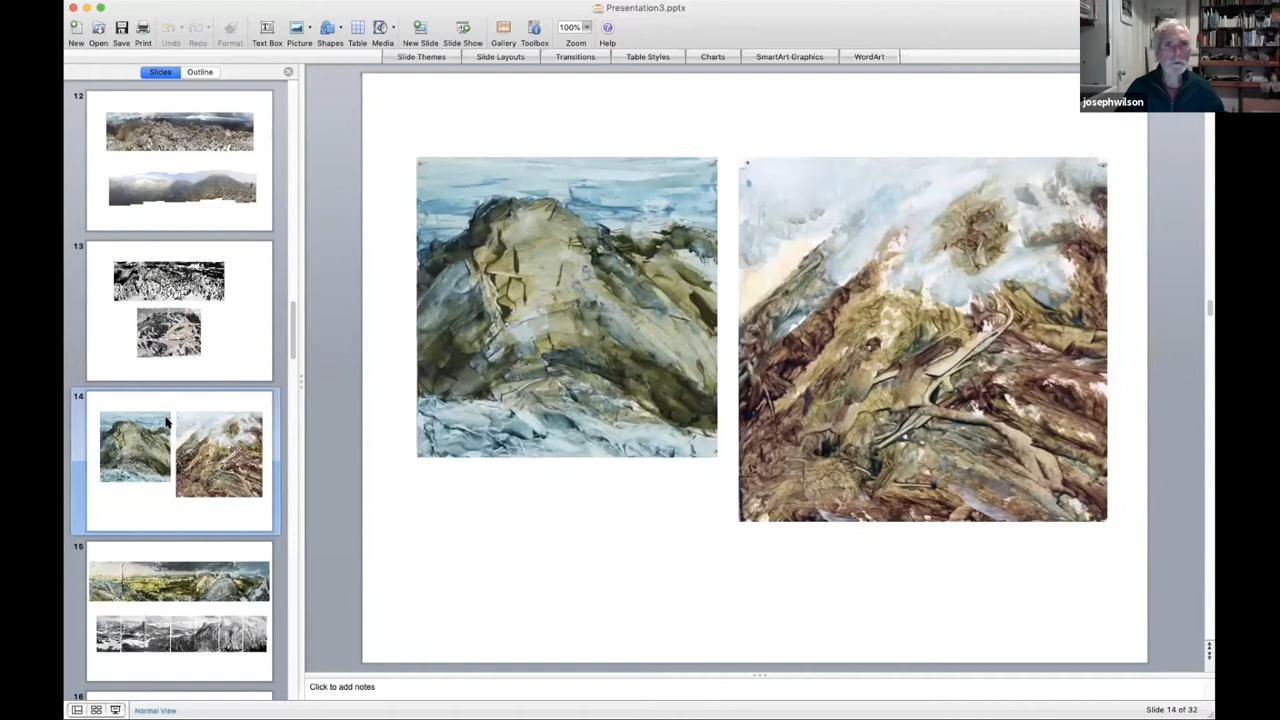 Presentation3.pptx
100%
New Open Save Print Undo Redo Format Text Box Picture Shapes Table Media New Slide Slide Show Gallery Toolbox Zoom Help
Slide Themes Slide Layouts Transitions Table Styles Charts SmartArt Graphics WordArt
Slides Outline
josephwilson
12
13
14
15
16
Click to add notes
Normal View
Slide 14 of 32